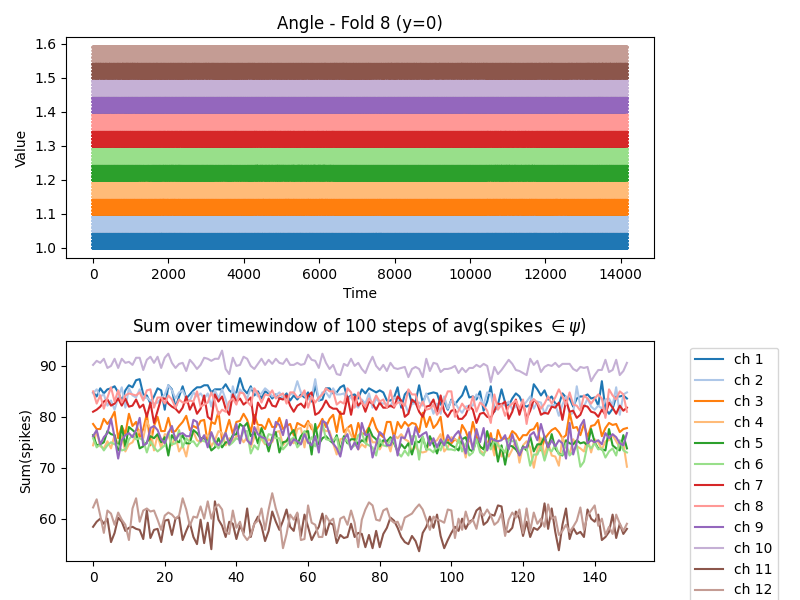 Angle - Fold 8 (y=0)
1.6
1.5
1.4
1.3
1.2
1.1
1.0
Value
0 2000 4000 6000 8000 10000 12000 14000
Time
Sum over timewindow of 100 steps of avg(spikes ∈ψ)
90
80
70
60
Sum(spikes)
0 20 40 60 80 100 120 140
ch 1
ch 2
ch 3
ch 4
ch 5
ch 6
ch 7
ch 8
ch 9
ch 10
ch 11
ch 12